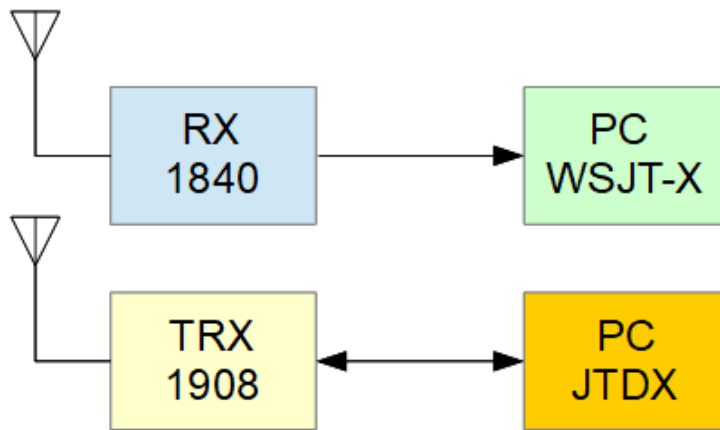 RX
1840
PC
WSJT-X
TRX
1908
PC
JTDX